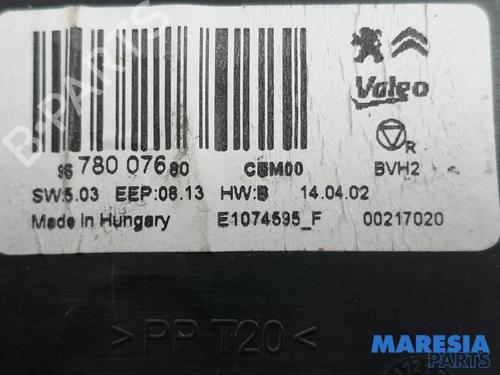 Valeo
R
96 780 076 80 CBM00 BVH2
SW:5.03 EEP:08.13 HW:B 14.04.02
Made in Hungary E1074595_F 00217020
>PP T20<
B-PARTS
MARESIA
PARTS